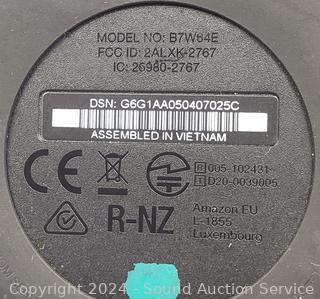 MODEL NO: B7W64E
FCC ID: 2ALXK-2767
IC: 26980-2767
DSN: G6G1AA050407025C
ASSEMBLED IN VIETNAM
CE
R 005-102431
T D20-0039005
R-NZ
Amazon EU
L-1855
Luxembourg
Copyright 2024 - Sound Auction Service